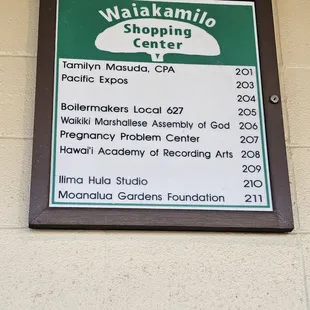 Waiakamilo
Shopping
Center
Tamilyn Masuda, CPA 201
Pacific Expos 203
204
Boilermakers Local 627 205
Waikiki Marshallese Assembly of God 206
Pregnancy Problem Center 207
Hawai'i Academy of Recording Arts 208
209
Ilima Hula Studio 210
Moanalua Gardens Foundation 211